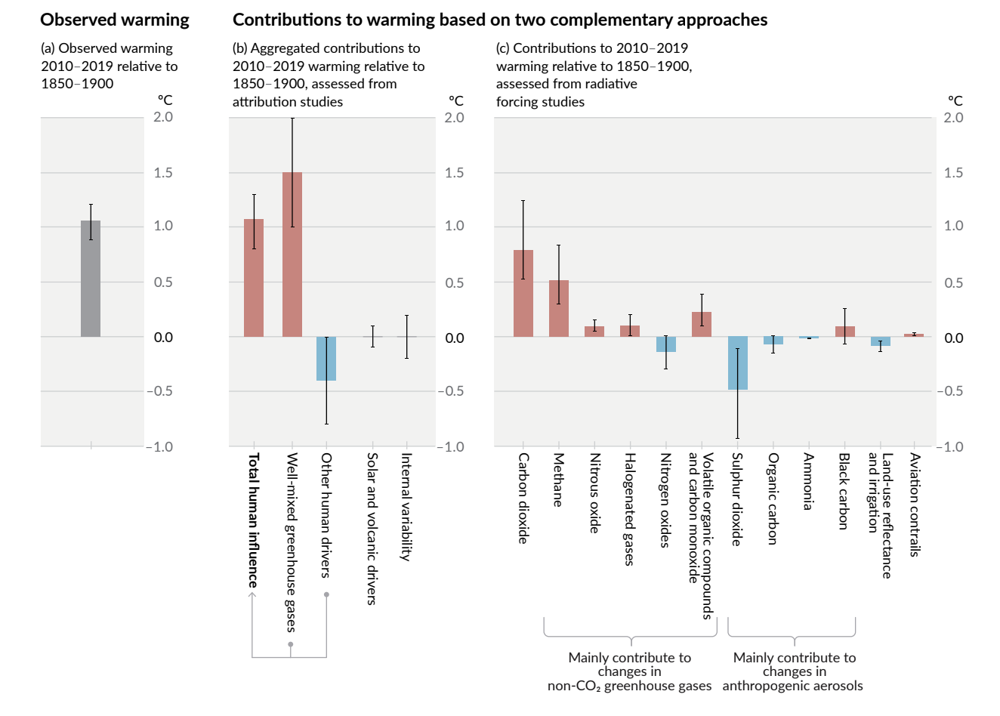 Observed warming
Contributions to warming based on two complementary approaches
(a) Observed warming
2010–2019 relative to
1850–1900
(b) Aggregated contributions to
2010–2019 warming relative to
1850–1900, assessed from
attribution studies
(c) Contributions to 2010–2019
warming relative to 1850–1900,
assessed from radiative
forcing studies
°C
2.0
1.5
1.0
0.5
0.0
–0.5
–1.0
°C
2.0
1.5
1.0
0.5
0.0
–0.5
–1.0
Total human influence
Well-mixed greenhouse gases
Other human drivers
Solar and volcanic drivers
Internal variability
°C
2.0
1.5
1.0
0.5
0.0
–0.5
–1.0
Carbon dioxide
Methane
Nitrous oxide
Halogenated gases
Nitrogen oxides
Volatile organic compounds
and carbon monoxide
Sulphur dioxide
Organic carbon
Ammonia
Black carbon
Land-use reflectance
and irrigation
Aviation contrails
Mainly contribute to
changes in
non-CO₂ greenhouse gases
Mainly contribute to
changes in
anthropogenic aerosols